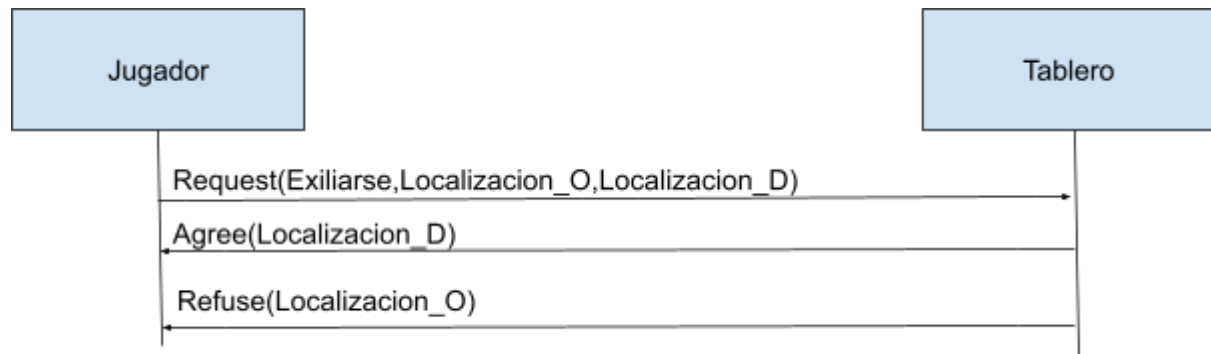 Jugador
Tablero
Request(Exiliarse,Localizacion_O,Localizacion_D)
Agree(Localizacion_D)
Refuse(Localizacion_O)